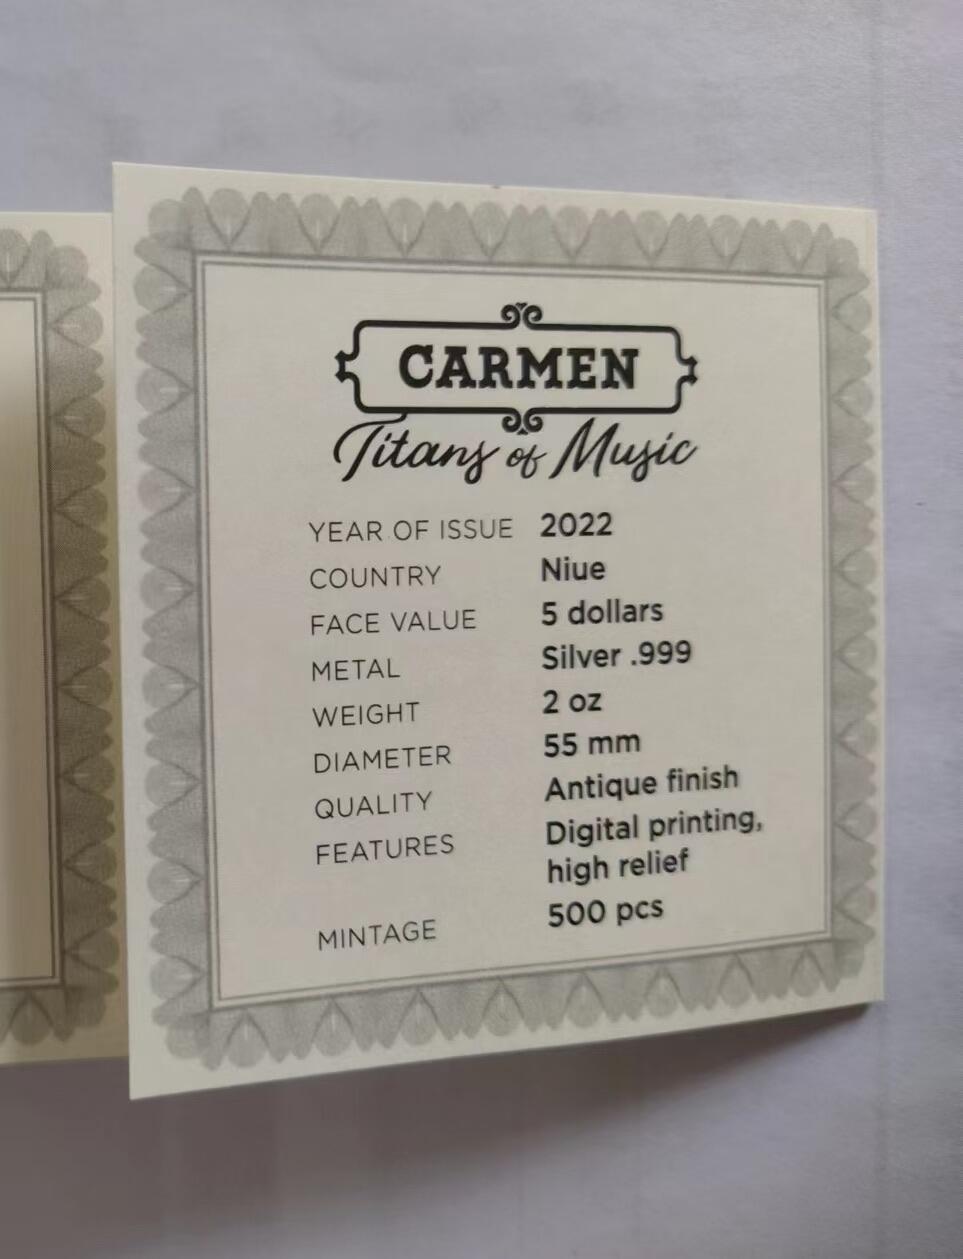 CARMEN
Titans of Music
YEAR OF ISSUE 2022
COUNTRY Niue
FACE VALUE 5 dollars
METAL Silver .999
WEIGHT 2 oz
DIAMETER 55 mm
QUALITY Antique finish
FEATURES Digital printing,
high relief
MINTAGE 500 pcs